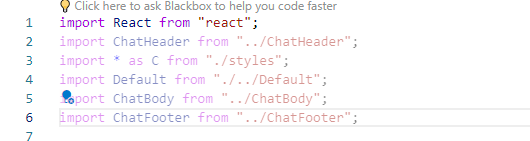 Click here to ask Blackbox to help you code faster
1 import React from "react";
2 import ChatHeader from "../ChatHeader";
3 import * as C from "./styles";
4 import Default from "./../Default";
5 import ChatBody from "../ChatBody";
6 import ChatFooter from "../ChatFooter";
7